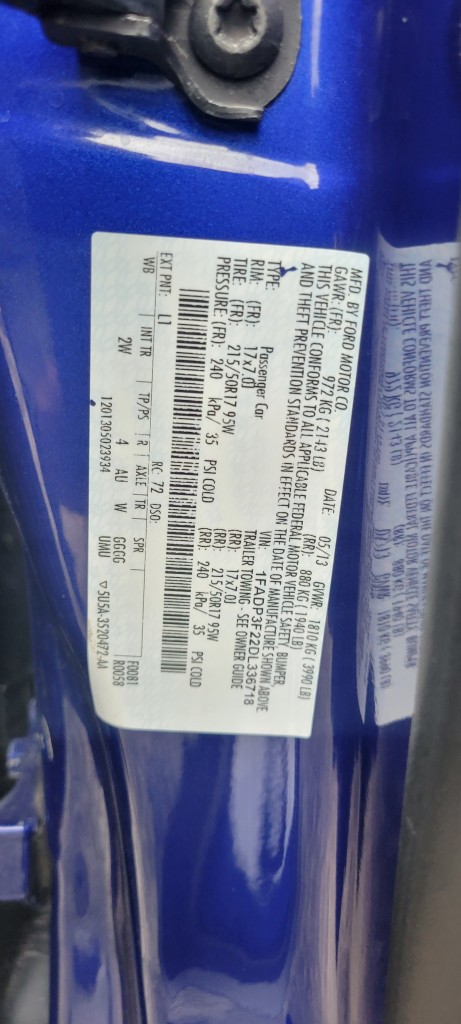 MFD. BY FORD MOTOR CO. DATE: 05/13 GVWR: 1810 KG ( 3990 LB)
GAWR: (FR): 972 KG ( 2143 LB) (RR): 880 KG ( 1940 LB)
THIS VEHICLE CONFORMS TO ALL APPLICABLE FEDERAL MOTOR VEHICLE SAFETY, BUMPER,
AND THEFT PREVENTION STANDARDS IN EFFECT ON THE DATE OF MANUFACTURE SHOWN ABOVE.
VIN: 1FADP3F22DL336718
TYPE: Passenger Car TRAILER TOWING - SEE OWNER GUIDE
RIM: (FR): 17x7.0J (RR): 17x7.0J
TIRE: (FR): 215/50R17 95W (RR): 215/50R17 95W
PRESSURE: (FR): 240 kPa/ 35 PSI COLD (RR): 240 kPa/ 35 PSI COLD
EXT PNT: L1 RC: 72 DSO:
WB INT TR TP/PS R AXLE TR SPR F0081
2W 4 AU W GGGG R0058
1201305023934 UMU 5U5A-3520472-AA